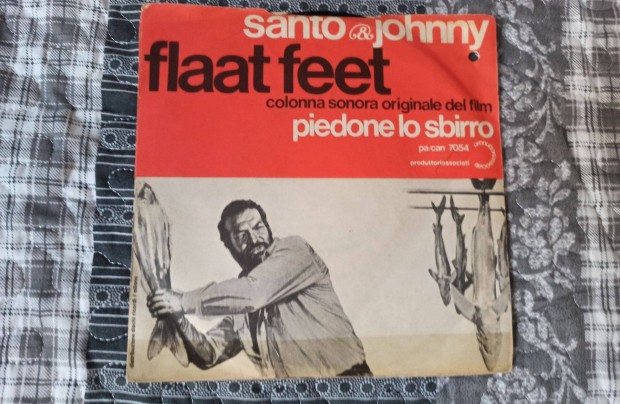 santo & johnny
flaat feet
colonna sonora originale del film
piedone lo sbirro
pa/can 7054
produttoriassociati